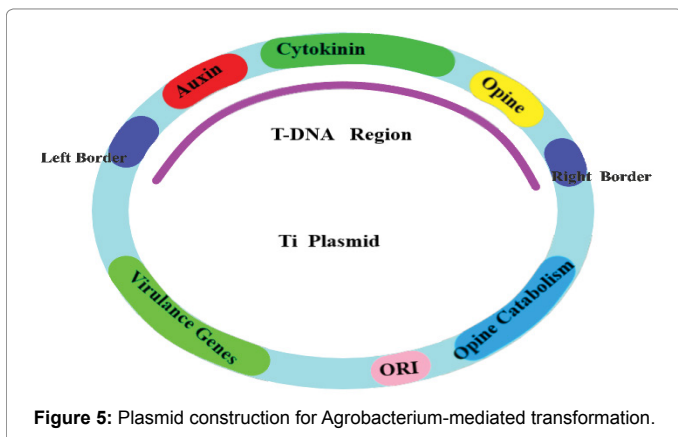 Cytokinin
Auxin
Opine
T-DNA Region
Left Border
Right Border
Ti Plasmid
Virulance Genes
Opine Catabolism
ORI
Figure 5: Plasmid construction for Agrobacterium-mediated transformation.